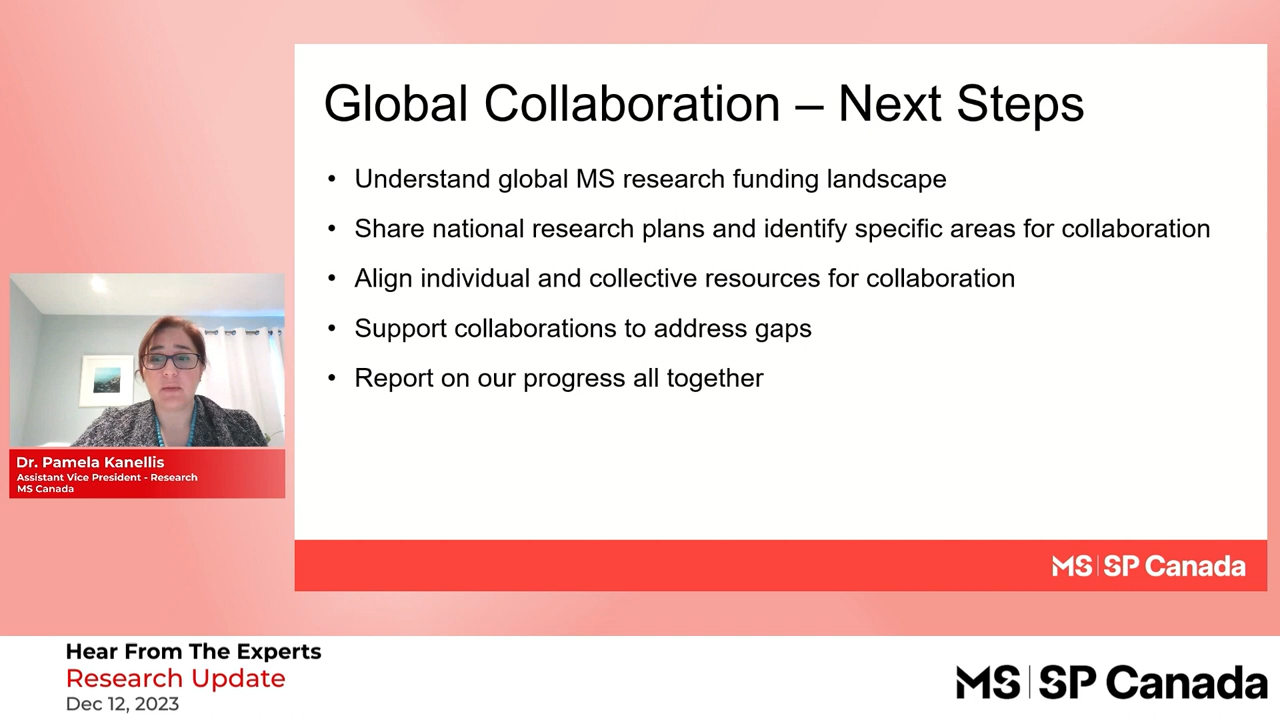 Global Collaboration – Next Steps
• Understand global MS research funding landscape
• Share national research plans and identify specific areas for collaboration
• Align individual and collective resources for collaboration
• Support collaborations to address gaps
• Report on our progress all together
MS | SP Canada
Dr. Pamela Kanellis
Assistant Vice President - Research
MS Canada
Hear From The Experts
Research Update
Dec 12, 2023
MS | SP Canada